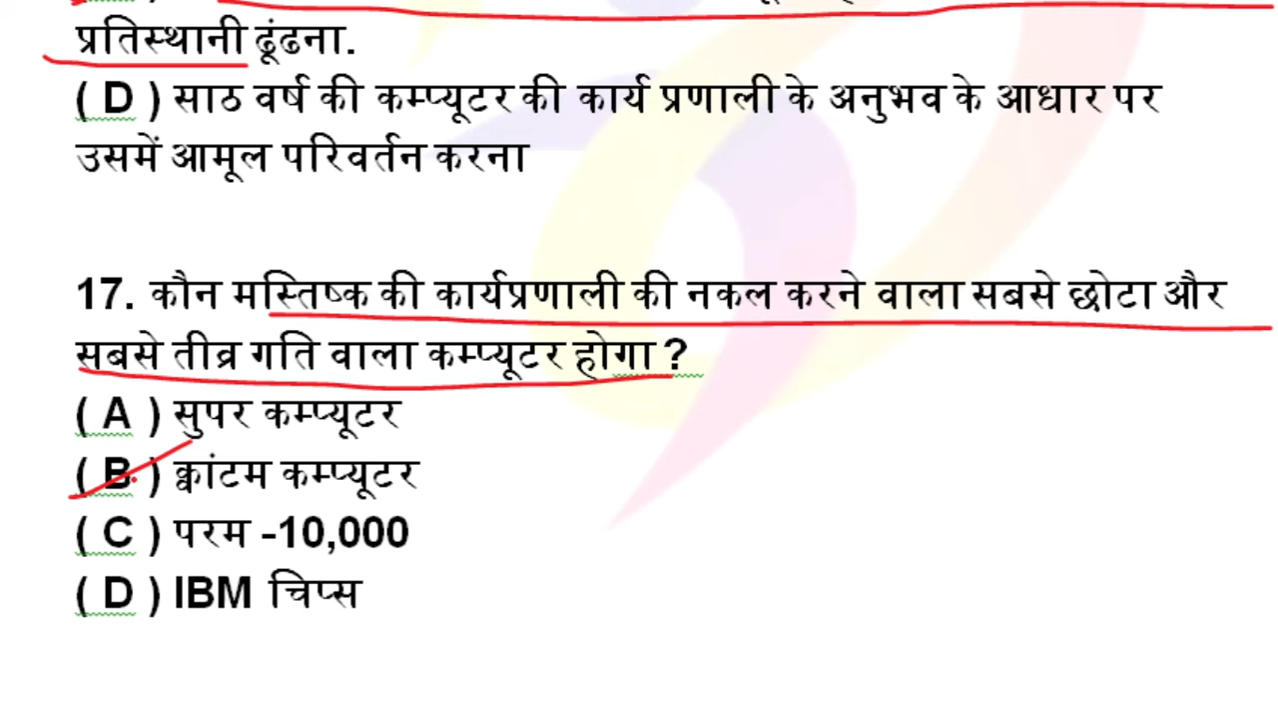 प्रतिस्थानी ढूंढना.
( D ) साठ वर्ष की कम्प्यूटर की कार्य प्रणाली के अनुभव के आधार पर
उसमें आमूल परिवर्तन करना
17. कौन मस्तिष्क की कार्यप्रणाली की नकल करने वाला सबसे छोटा और
सबसे तीव्र गति वाला कम्प्यूटर होगा ?
( A ) सुपर कम्प्यूटर
( B ) क्वांटम कम्प्यूटर
( C ) परम -10,000
( D ) IBM चिप्स